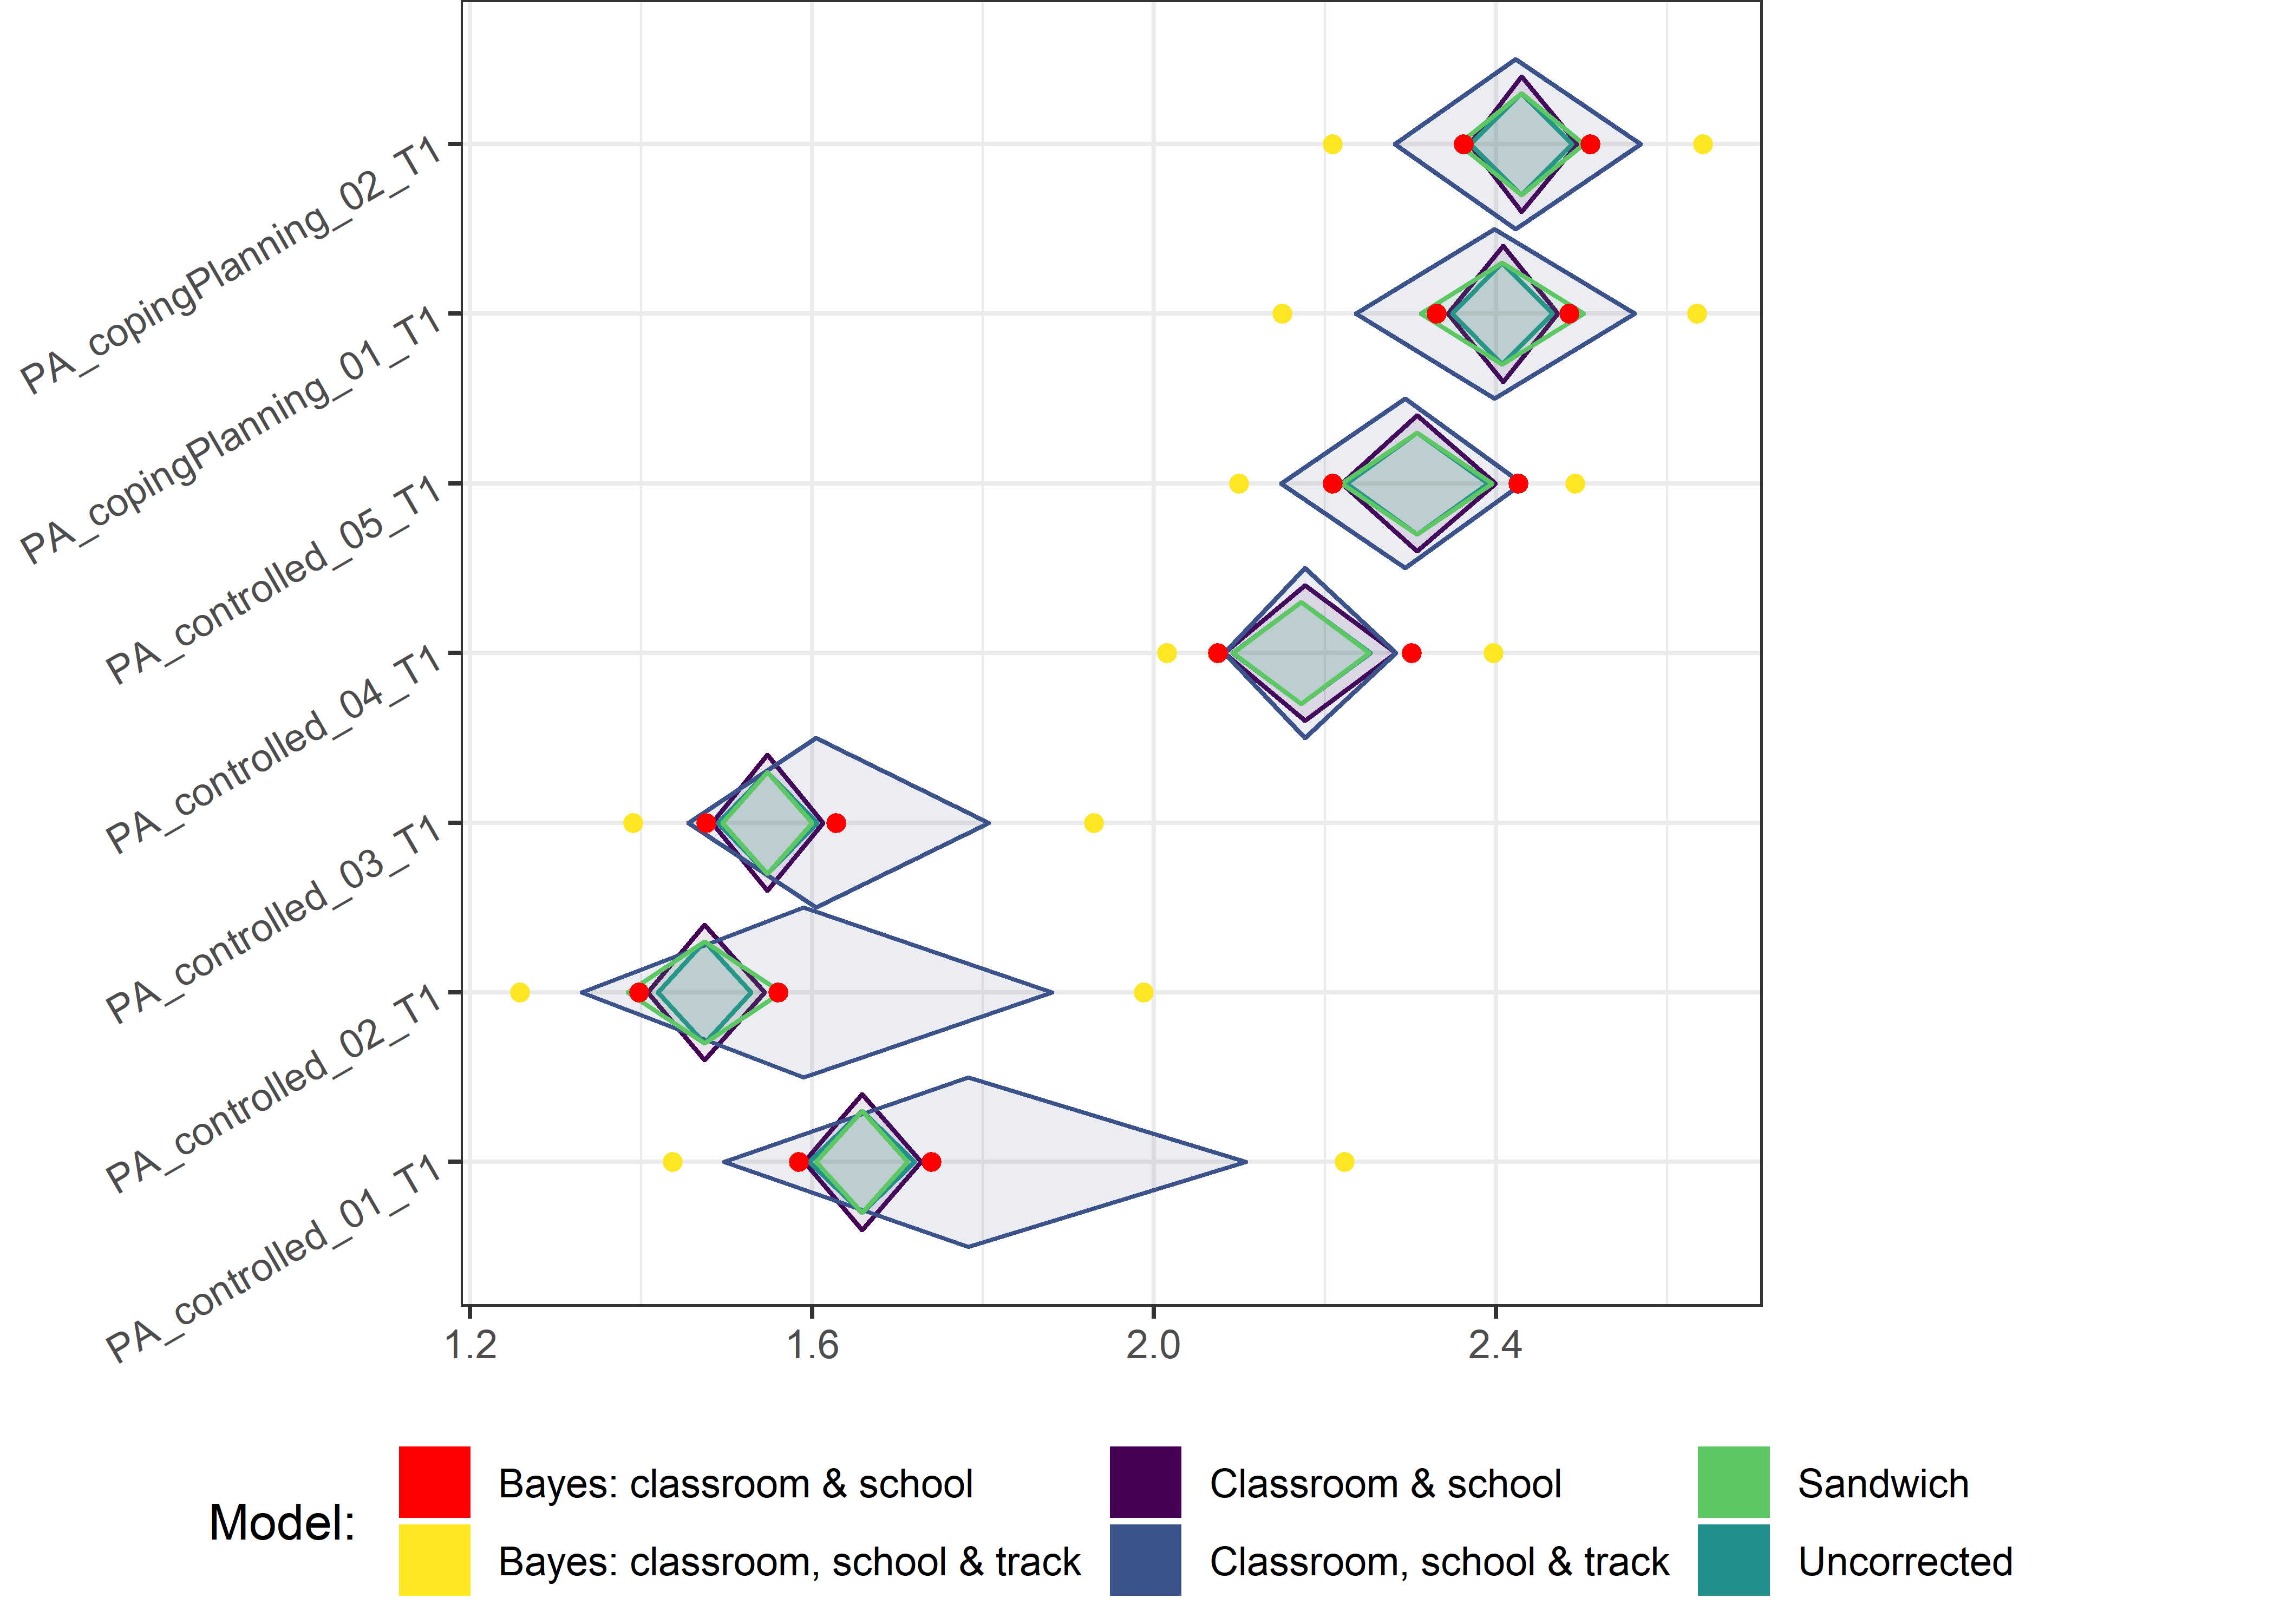 PA_copingPlanning_02_T1
PA_copingPlanning_01_T1
PA_controlled_05_T1
PA_controlled_04_T1
PA_controlled_03_T1
PA_controlled_02_T1
PA_controlled_01_T1
1.2 1.6 2.0 2.4
Model:
Bayes: classroom & school Classroom & school Sandwich
Bayes: classroom, school & track Classroom, school & track Uncorrected